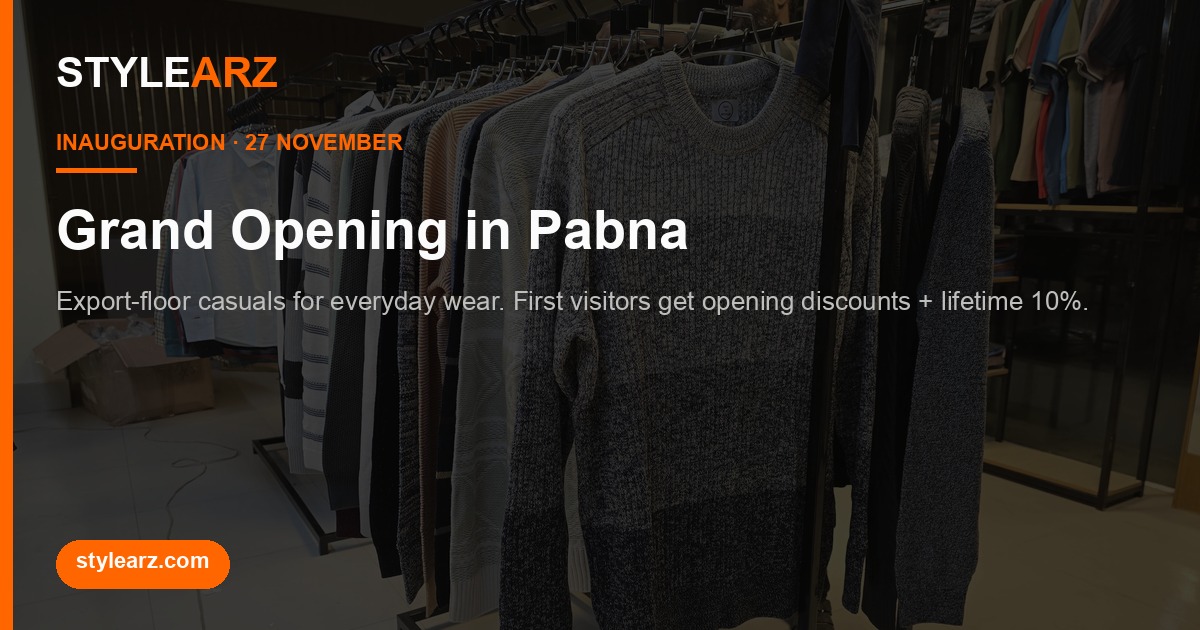 STYLEARZ
INAUGURATION · 27 NOVEMBER
Grand Opening in Pabna
Export-floor casuals for everyday wear. First visitors get opening discounts + lifetime 10%.
stylearz.com